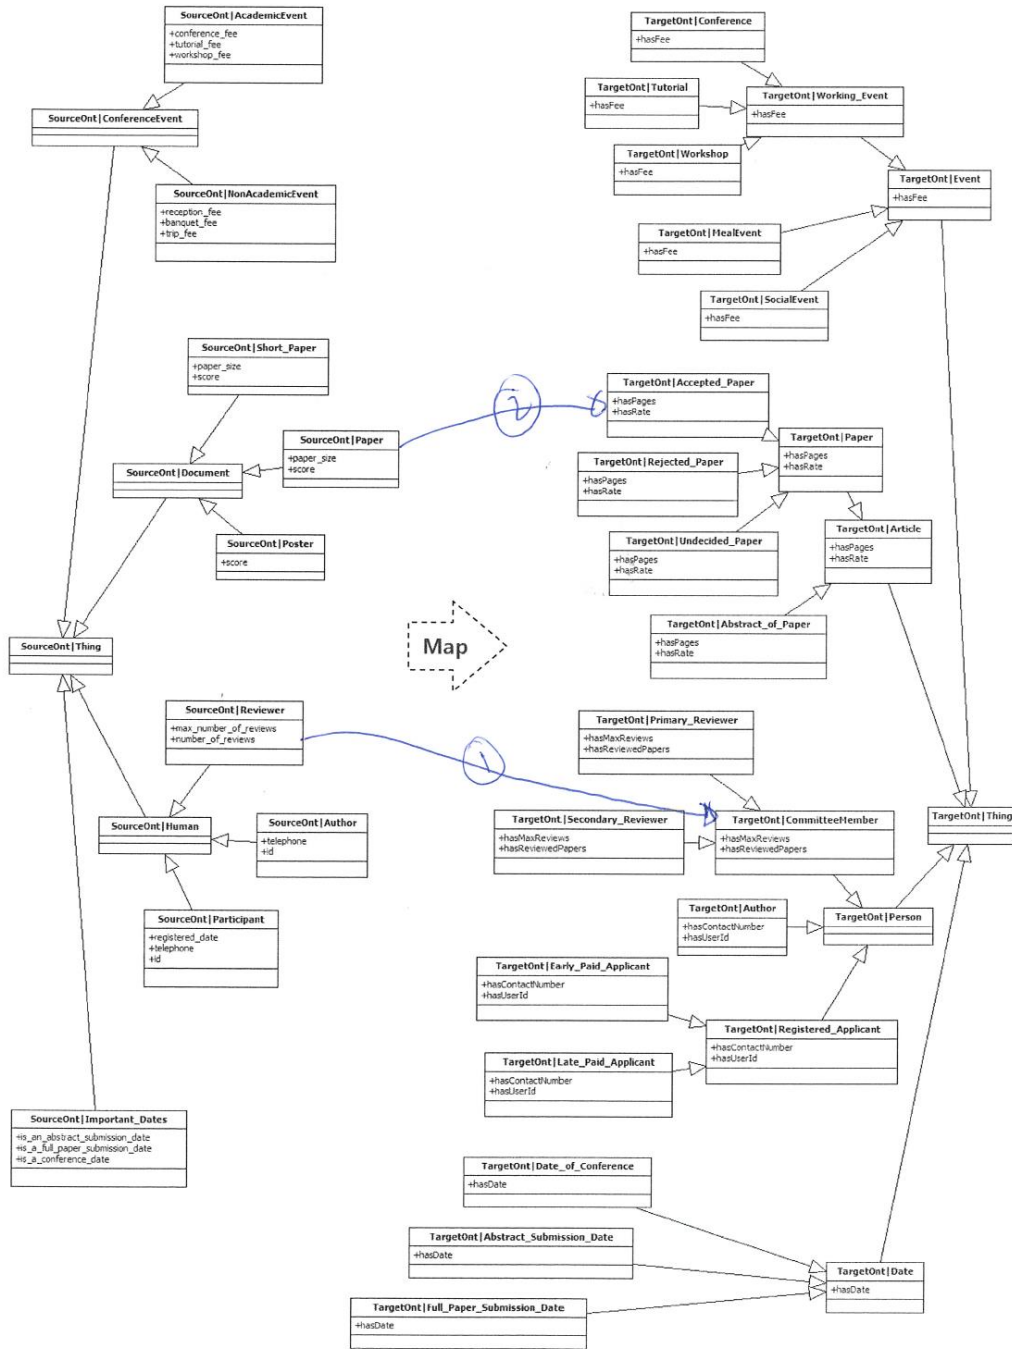 SourceOnt|AcademicEvent
+conference_fee
+tutorial_fee
+workshop_fee
SourceOnt|ConferenceEvent
SourceOnt|NonAcademicEvent
+reception_fee
+banquet_fee
+trip_fee
SourceOnt|Short_Paper
+paper_size
+score
SourceOnt|Paper
+paper_size
+score
SourceOnt|Document
SourceOnt|Poster
+score
SourceOnt|Thing
SourceOnt|Reviewer
+max_number_of_reviews
+number_of_reviews
SourceOnt|Human
SourceOnt|Author
+telephone
+id
SourceOnt|Participant
+registered_date
+telephone
+id
SourceOnt|Important_Dates
+is_an_abstract_submission_date
+is_a_full_paper_submission_date
+is_a_conference_date
Map
2
1
TargetOnt|Conference
+hasFee
TargetOnt|Tutorial
+hasFee
TargetOnt|Working_Event
+hasFee
TargetOnt|Workshop
+hasFee
TargetOnt|Event
+hasFee
TargetOnt|MealEvent
+hasFee
TargetOnt|SocialEvent
+hasFee
TargetOnt|Accepted_Paper
+hasPages
+hasRate
TargetOnt|Paper
+hasPages
+hasRate
TargetOnt|Rejected_Paper
+hasPages
+hasRate
TargetOnt|Undecided_Paper
+hasPages
+hasRate
TargetOnt|Article
+hasPages
+hasRate
TargetOnt|Abstract_of_Paper
+hasPages
+hasRate
TargetOnt|Primary_Reviewer
+hasMaxReviews
+hasReviewedPapers
TargetOnt|Secondary_Reviewer
+hasMaxReviews
+hasReviewedPapers
TargetOnt|CommitteeMember
+hasMaxReviews
+hasReviewedPapers
TargetOnt|Thing
TargetOnt|Author
+hasContactNumber
+hasUserId
TargetOnt|Person
TargetOnt|Early_Paid_Applicant
+hasContactNumber
+hasUserId
TargetOnt|Registered_Applicant
+hasContactNumber
+hasUserId
TargetOnt|Late_Paid_Applicant
+hasContactNumber
+hasUserId
TargetOnt|Date_of_Conference
+hasDate
TargetOnt|Abstract_Submission_Date
+hasDate
TargetOnt|Date
+hasDate
TargetOnt|Full_Paper_Submission_Date
+hasDate